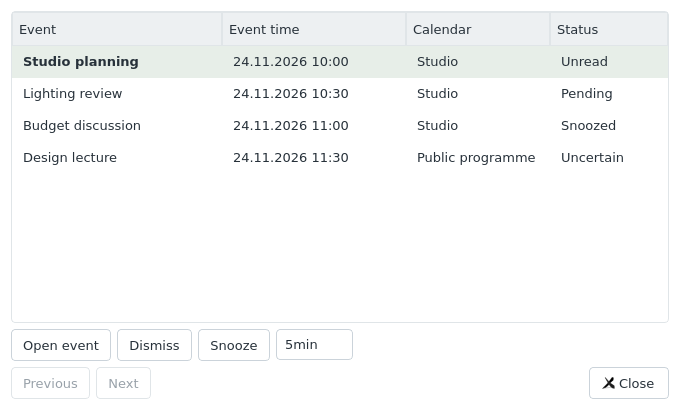 Event Event time Calendar Status
Studio planning 24.11.2026 10:00 Studio Unread
Lighting review 24.11.2026 10:30 Studio Pending
Budget discussion 24.11.2026 11:00 Studio Snoozed
Design lecture 24.11.2026 11:30 Public programme Uncertain
Open event Dismiss Snooze 5min
Previous Next Close